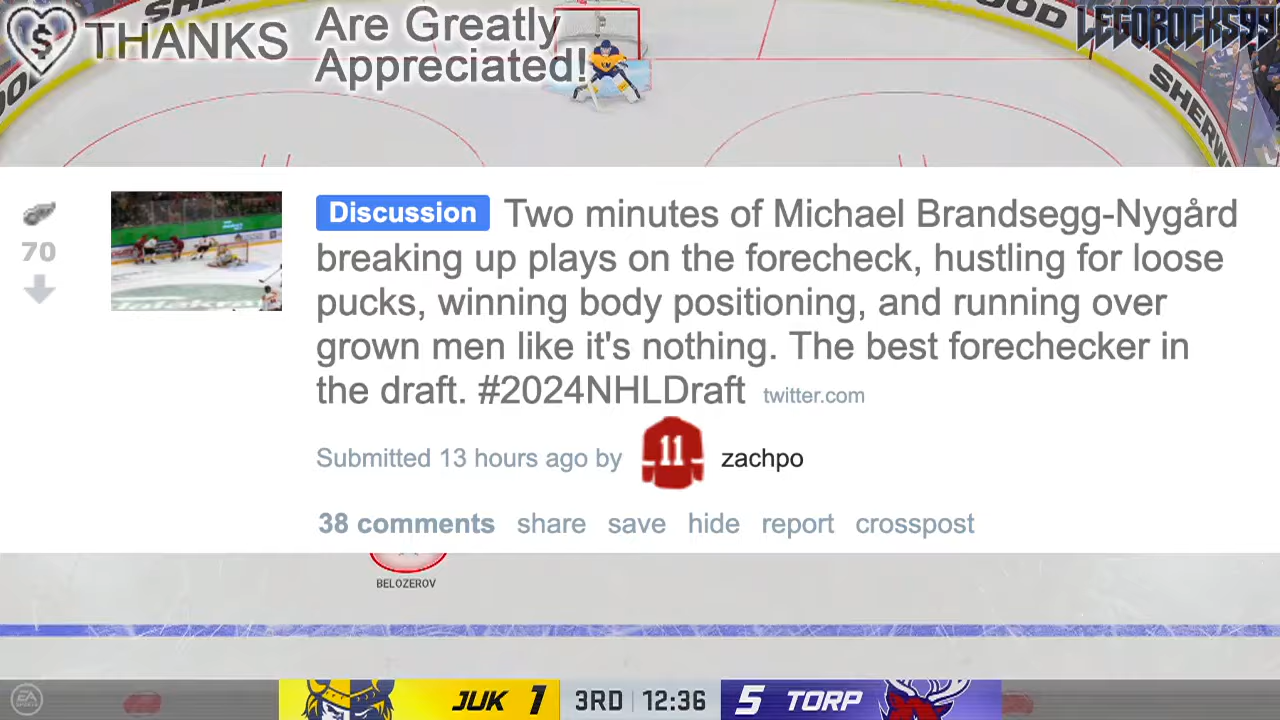 THANKS
Are Greatly
Appreciated!
LEGOROCKS99
SHERWOOD
Discussion Two minutes of Michael Brandsegg-Nygård
breaking up plays on the forecheck, hustling for loose
pucks, winning body positioning, and running over
grown men like it's nothing. The best forechecker in
the draft. #2024NHLDraft twitter.com
70
Submitted 13 hours ago by 11 zachpo
38 comments share save hide report crosspost
BELOZEROV
JUK 1 3RD 12:36 5 TORP